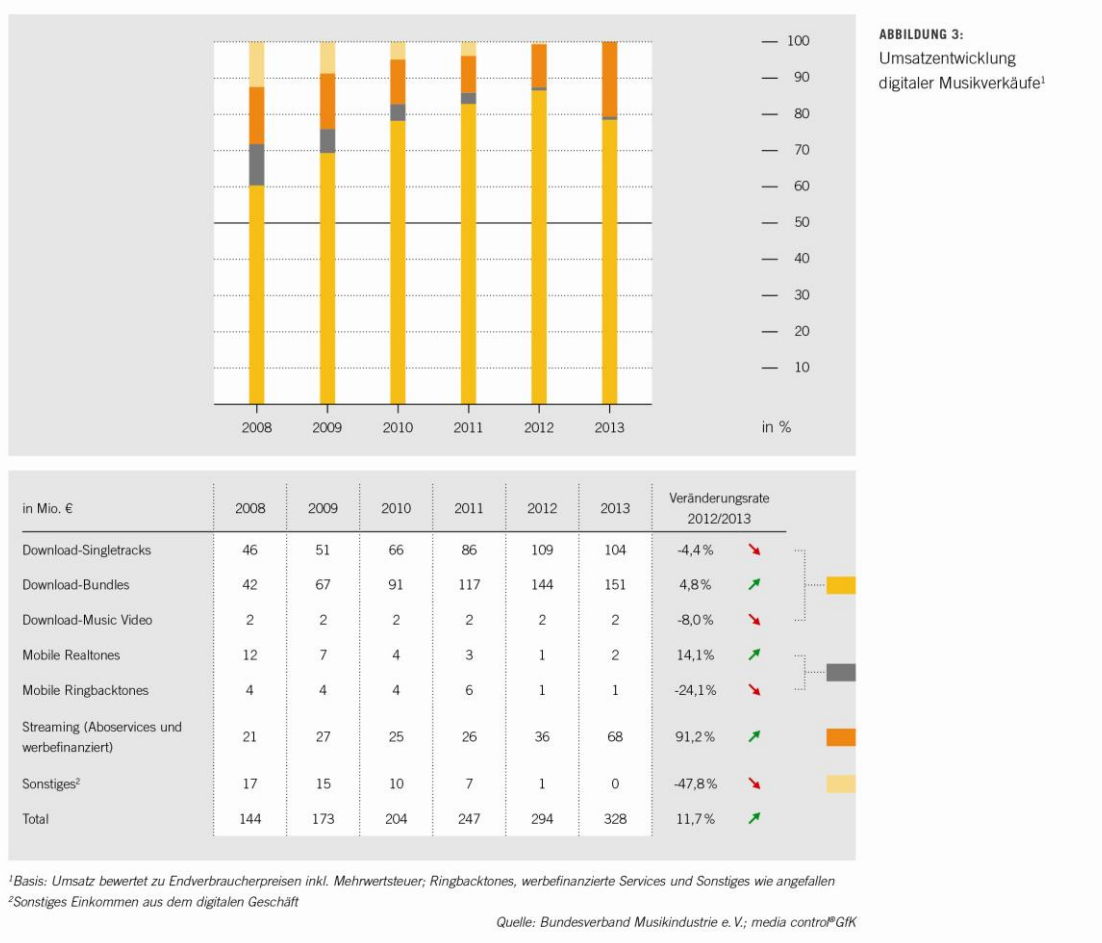 ABBILDUNG 3:
Umsatzentwicklung
digitaler Musikverkäufe¹
100
90
80
70
60
50
40
30
20
10
2008 2009 2010 2011 2012 2013 in %
in Mio. € 2008 2009 2010 2011 2012 2013 Veränderungsrate
2012/2013
Download-Singletracks 46 51 66 86 109 104 -4,4 %
Download-Bundles 42 67 91 117 144 151 4,8 %
Download-Music Video 2 2 2 2 2 2 -8,0 %
Mobile Realtones 12 7 4 3 1 2 14,1%
Mobile Ringbacktones 4 4 4 6 1 1 -24,1%
Streaming (Aboservices und
werbefinanziert) 21 27 25 26 36 68 91,2%
Sonstiges² 17 15 10 7 1 0 -47,8 %
Total 144 173 204 247 294 328 11,7%
¹Basis: Umsatz bewertet zu Endverbraucherpreisen inkl. Mehrwertsteuer; Ringbacktones, werbefinanzierte Services und Sonstiges wie angefallen
²Sonstiges Einkommen aus dem digitalen Geschäft
Quelle: Bundesverband Musikindustrie e. V.; media control®GfK